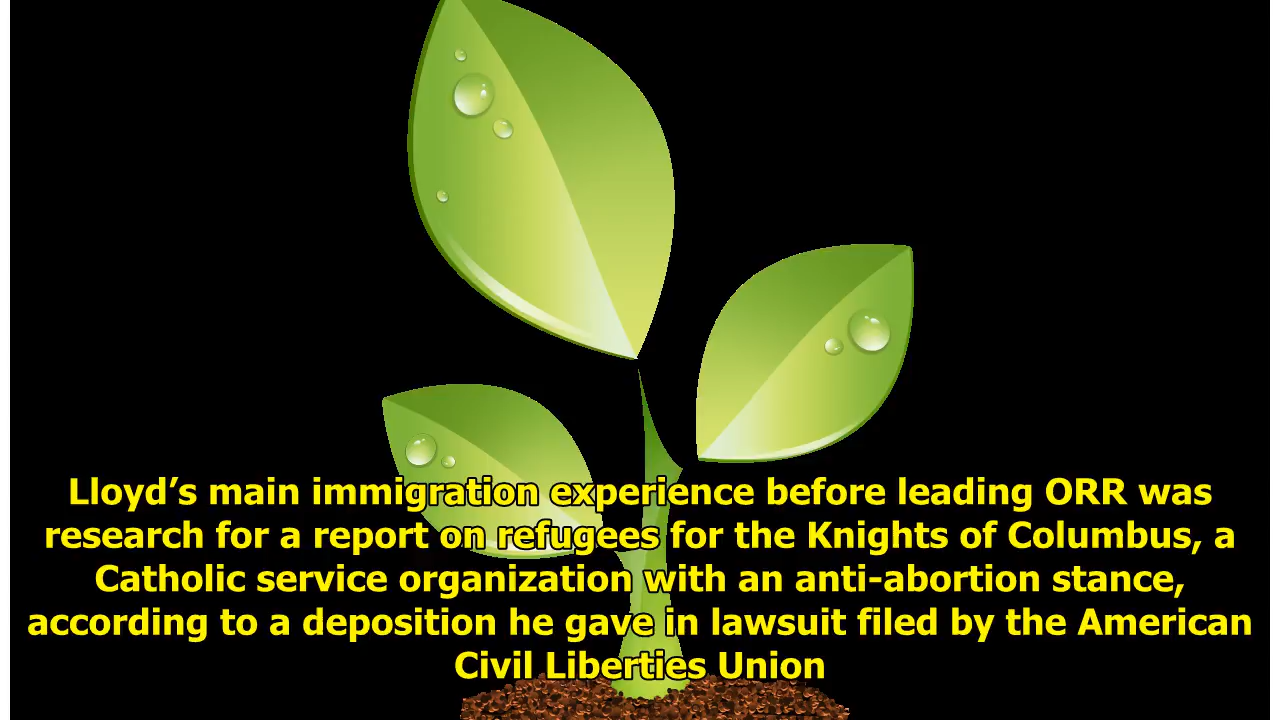 Lloyd’s main immigration experience before leading ORR was
research for a report on refugees for the Knights of Columbus, a
Catholic service organization with an anti-abortion stance,
according to a deposition he gave in lawsuit filed by the American
Civil Liberties Union